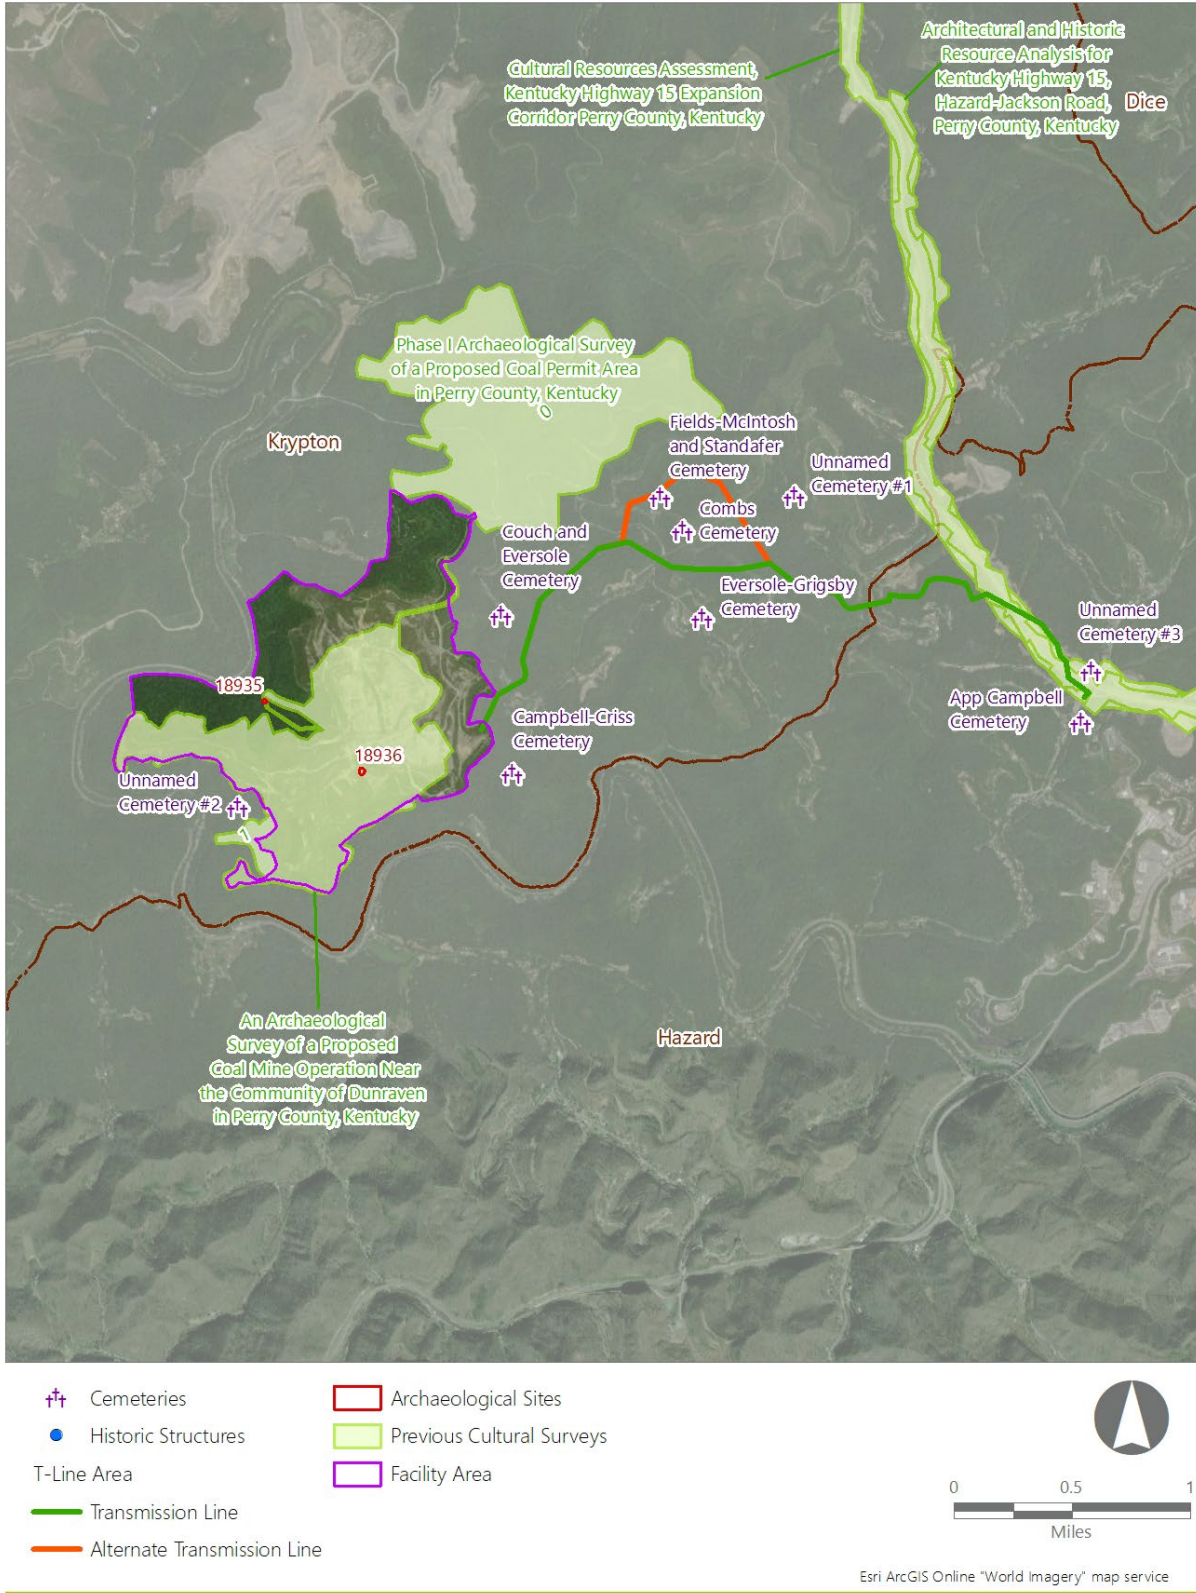 Architectural and Historic
Resource Analysis for
Kentucky Highway 15,
Hazard-Jackson Road,
Perry County, Kentucky
Cultural Resources Assessment,
Kentucky Highway 15 Expansion
Corridor Perry County, Kentucky
Dice
Phase I Archaeological Survey
of a Proposed Coal Permit Area
in Perry County, Kentucky
0
Krypton
Fields-McIntosh
and Standafer
Cemetery
Unnamed
Cemetery #1
Combs
Cemetery
Couch and
Eversole
Cemetery
Eversole-Grigsby
Cemetery
Unnamed
Cemetery #3
App Campbell
Cemetery
18935
Campbell-Criss
Cemetery
18936
Unnamed
Cemetery #2
1
An Archaeological
Survey of a Proposed
Coal Mine Operation Near
the Community of Dunraven
in Perry County, Kentucky
Hazard
Cemeteries
Historic Structures
T-Line Area
Transmission Line
Alternate Transmission Line
Archaeological Sites
Previous Cultural Surveys
Facility Area
0 0.5 1
Miles
Esri ArcGIS Online "World Imagery" map service